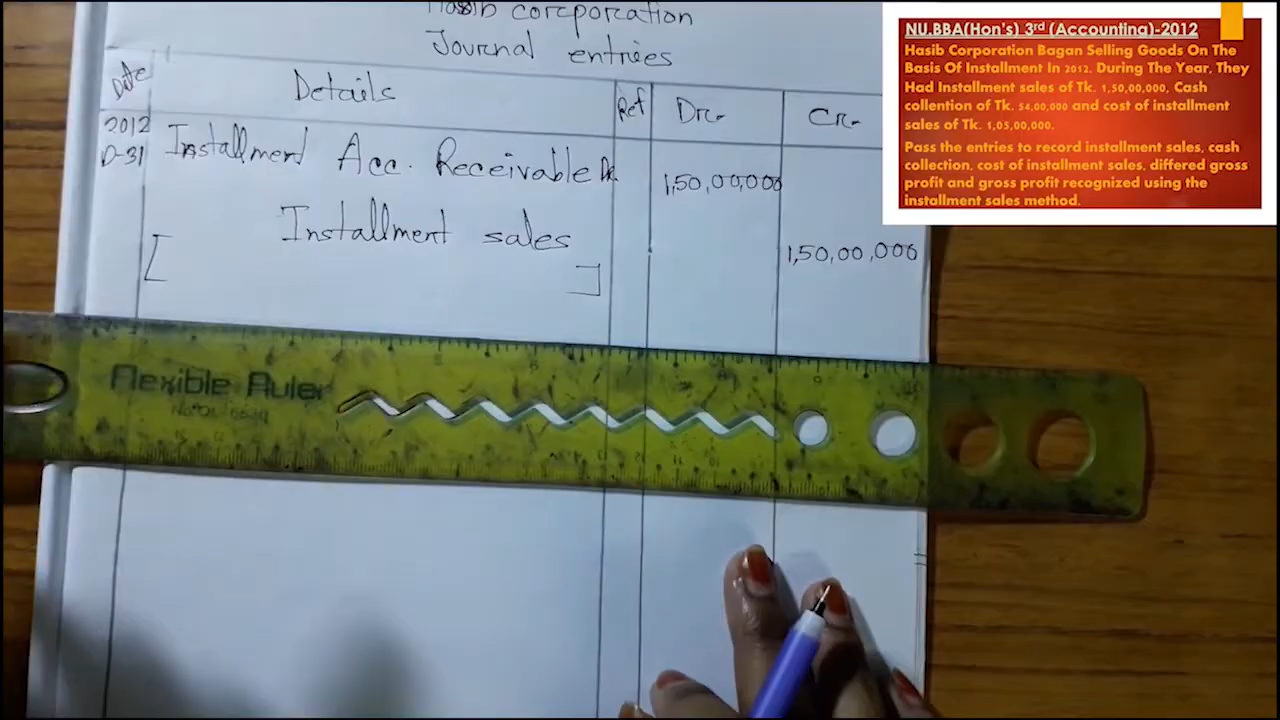 Hasib corporation
Journal entries
Date Details Ref Dr. Cr.
2012 Installment Acc. Receivable Dr. 1,50,00,000
D-31
Installment sales 1,50,00,000
[ ]
Flexible Ruler
NU.BBA(Hon's) 3rd (Accounting)-2012
Hasib Corporation Bagan Selling Goods On The
Basis Of Installment In 2012. During The Year, They
Had Installment sales of Tk. 1,50,00,000, Cash
collention of Tk. 54,00,000 and cost of installment
sales of Tk. 1,05,00,000.
Pass the entries to record installment sales, cash
collection, cost of installment sales, differed gross
profit and gross profit recognized using the
installment sales method.